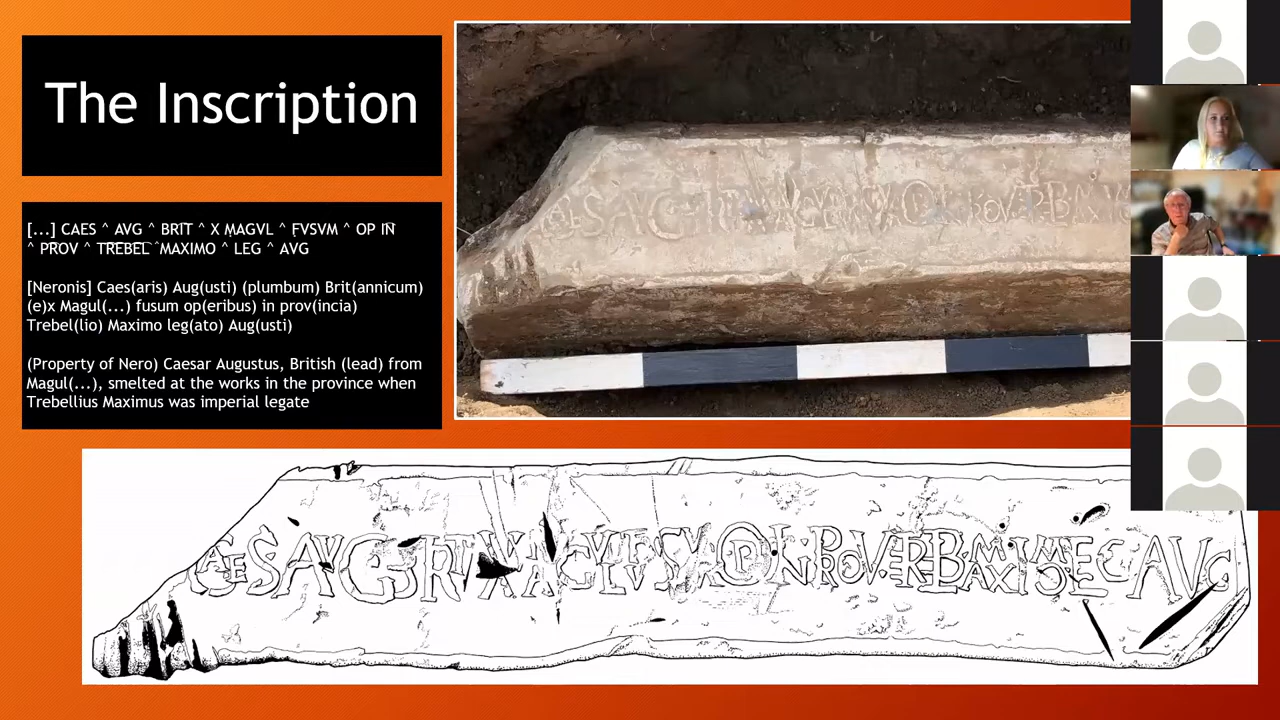 The Inscription
[...] CAES ^ AVG ^ BRIT ^ X MAGVL ^ FVSVM ^ OP IN
^ PROV ^ TREBEL ^MAXIMO ^ LEG ^ AVG
[Neronis] Caes(aris) Aug(usti) (plumbum) Brit(annicum)
(e)x Magul(...) fusum op(eribus) in prov(incia)
Trebel(lio) Maximo leg(ato) Aug(usti)
(Property of Nero) Caesar Augustus, British (lead) from
Magul(...), smelted at the works in the province when
Trebellius Maximus was imperial legate